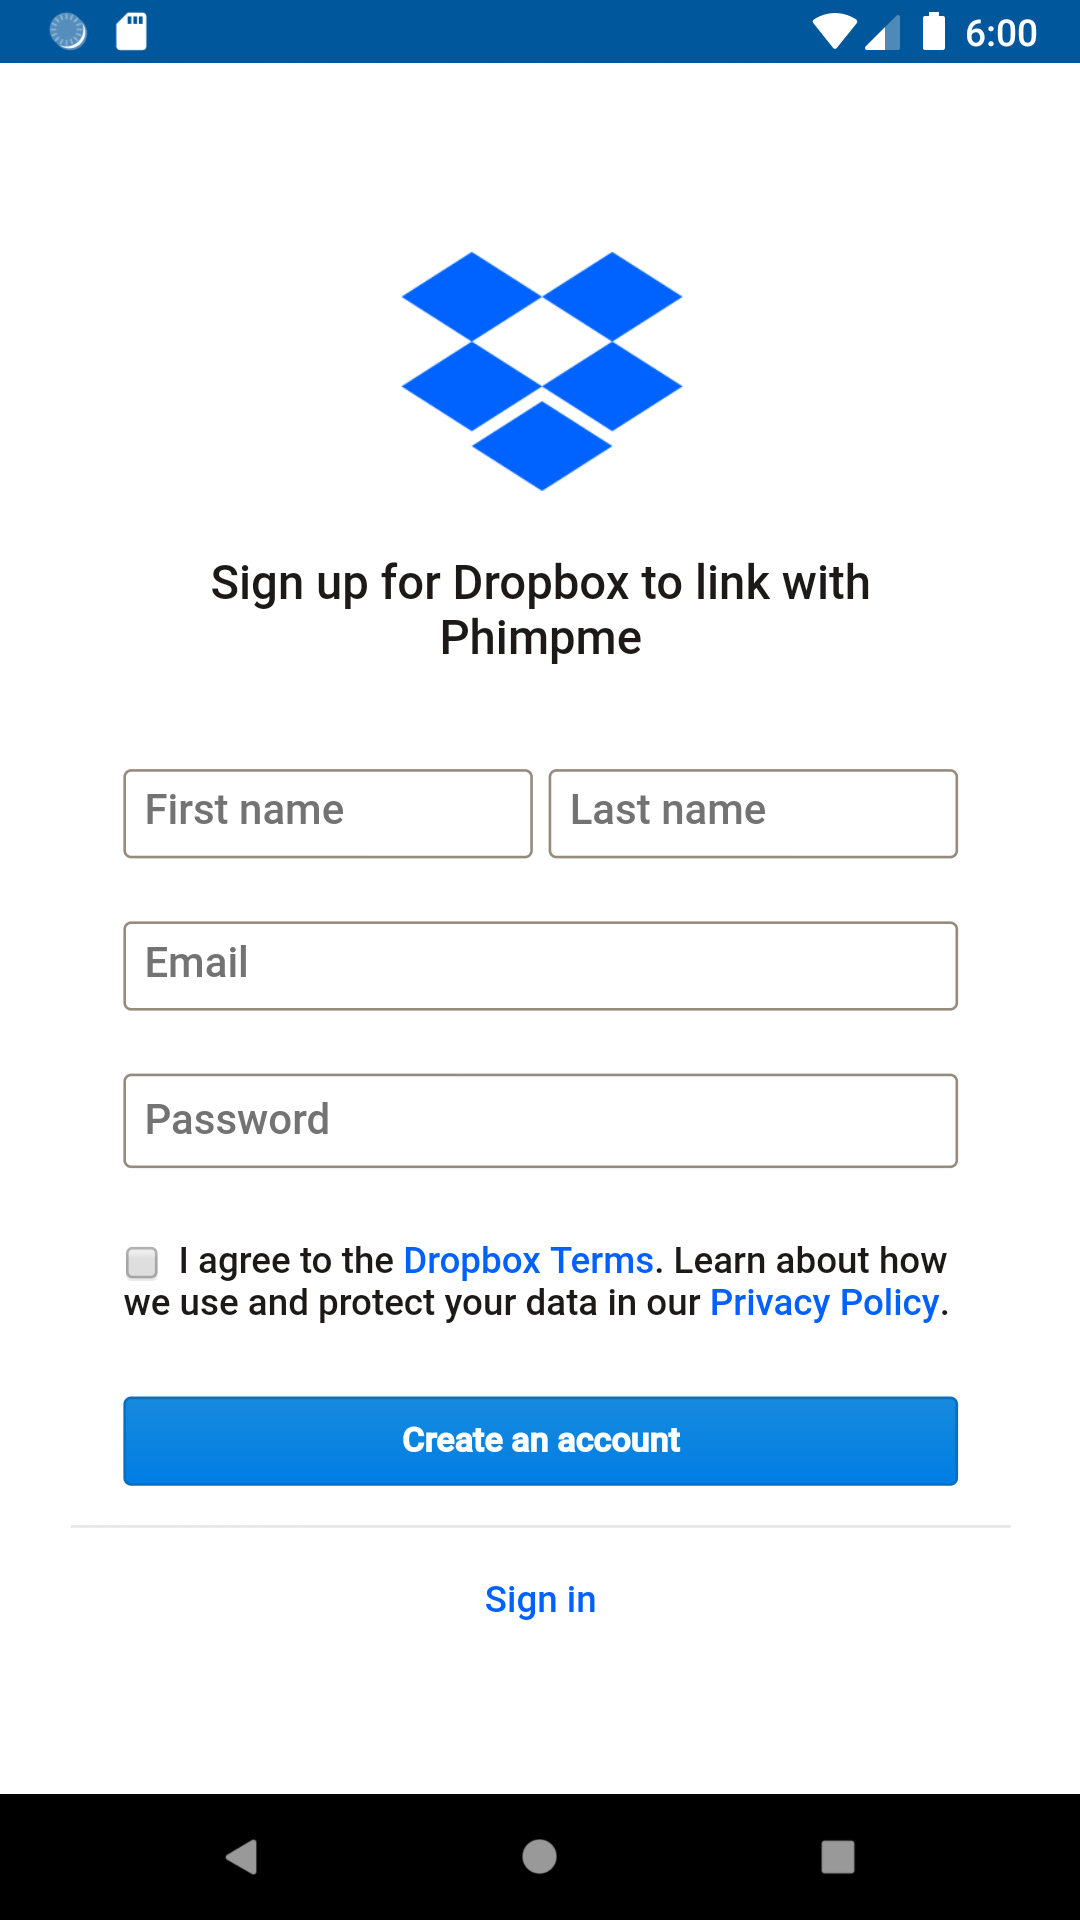 6:00
Sign up for Dropbox to link with
Phimpme
First name
Last name
Email
Password
I agree to the Dropbox Terms. Learn about how
we use and protect your data in our Privacy Policy.
Create an account
Sign in